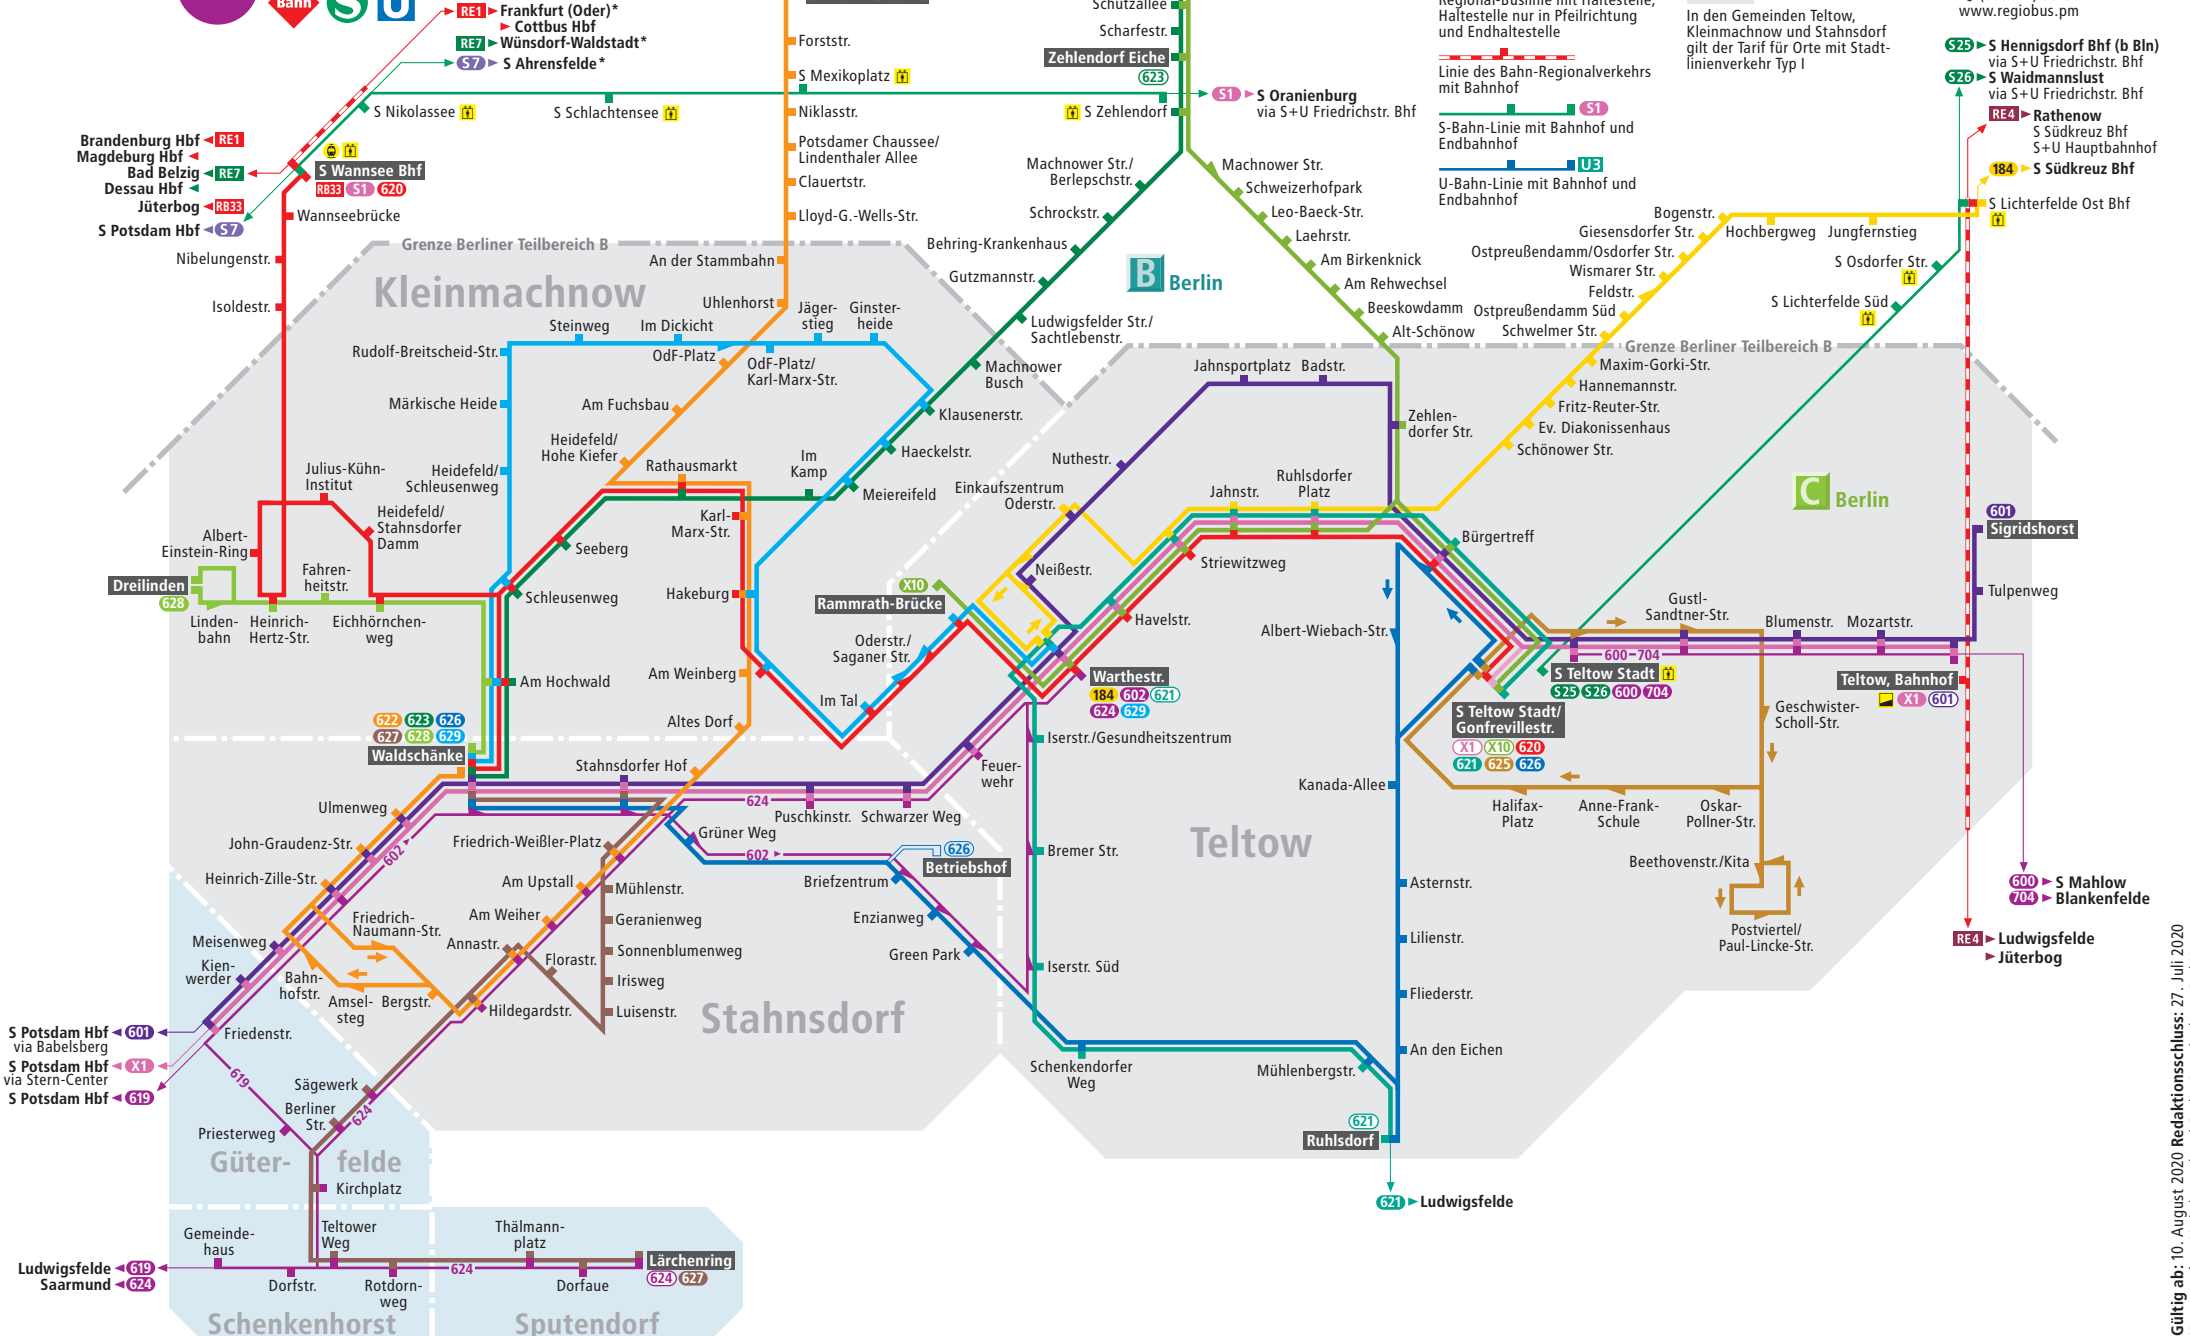 Bahn
S
U
RE1 Frankfurt (Oder)*
Cottbus Hbf
RE7 Wünsdorf-Waldstadt*
S7 S Ahrensfelde*
Forststr.
S Mexikoplatz
Niklasstr.
Potsdamer Chaussee/
Lindenthaler Allee
Clauertstr.
Lloyd-G.-Wells-Str.
An der Stammbahn
Uhlenhorst
Schützallee
Scharfestr.
Zehlendorf Eiche
623
S Zehlendorf
S Nikolassee
S Schlachtensee
S1 S Oranienburg
via S+U Friedrichstr. Bhf
Haltestelle nur in Pfeilrichtung
und Endhaltestelle
Linie des Bahn-Regionalverkehrs
mit Bahnhof
S1
S-Bahn-Linie mit Bahnhof und
Endbahnhof
U3
U-Bahn-Linie mit Bahnhof und
Endbahnhof
In den Gemeinden Teltow,
Kleinmachnow und Stahnsdorf
gilt der Tarif für Orte mit Stadt-
linienverkehr Typ I
www.regiobus.pm
S25 S Hennigsdorf Bhf (b Bln)
via S+U Friedrichstr. Bhf
S26 S Waidmannslust
via S+U Friedrichstr. Bhf
RE4 Rathenow
S Südkreuz Bhf
S+U Hauptbahnhof
184 S Südkreuz Bhf
S Lichterfelde Ost Bhf
Brandenburg Hbf RE1
Magdeburg Hbf
Bad Belzig RE7
Dessau Hbf
Jüterbog RB33
S Potsdam Hbf S7
S Wannsee Bhf
RB33 S1 620
Wannseebrücke
Nibelungenstr.
Isoldestr.
Grenze Berliner Teilbereich B
Kleinmachnow
Machnower Str./
Berlepschstr.
Schrockstr.
Behring-Krankenhaus
Gutzmannstr.
Ludwigsfelder Str./
Sachtlebenstr.
Machnower
Busch
Klausenerstr.
Haeckelstr.
Meiereifeld
B Berlin
Machnower Str.
Schweizerhofpark
Leo-Baeck-Str.
Laehrstr.
Am Birkenknick
Am Rehwechsel
Beeskowdamm
Alt-Schönow
Bogenstr.
Giesensdorfer Str.
Ostpreußendamm/Osdorfer Str.
Wismarer Str.
Feldstr.
Ostpreußendamm Süd
Schwelmer Str.
Hochbergweg
Jungfernstieg
S Osdorfer Str.
S Lichterfelde Süd
Grenze Berliner Teilbereich B
Maxim-Gorki-Str.
Hannemannstr.
Fritz-Reuter-Str.
Ev. Diakonissenhaus
Schönower Str.
Steinweg
Im Dickicht
Jäger-
stieg
Ginster-
heide
Rudolf-Breitscheid-Str.
OdF-Platz
OdF-Platz/
Karl-Marx-Str.
Märkische Heide
Am Fuchsbau
Heidefeld/
Hohe Kiefer
Heidefeld/
Schleusenweg
Rathausmarkt
Im
Kamp
Julius-Kühn-
Institut
Heidefeld/
Stahnsdorfer
Damm
Albert-
Einstein-Ring
Dreilinden
628
Fahren-
heitstr.
Linden-
bahn
Heinrich-
Hertz-Str.
Eichhörnchen-
weg
Seeberg
Schleusenweg
Karl-
Marx-Str.
Hakeburg
Am Hochwald
Am Weinberg
Altes Dorf
Im Tal
Oderstr./
Saganer Str.
X10
Rammrath-Brücke
Jahnsportplatz
Badstr.
Zehlen-
dorfer Str.
Nuthestr.
Einkaufszentrum
Oderstr.
Neißestr.
Jahnstr.
Ruhlsdorfer
Platz
Striewitzweg
Havelstr.
Bürgertreff
C Berlin
601
Sigridshorst
Tulpenweg
Albert-Wiebach-Str.
Gustl-
Sandtner-Str.
Blumenstr.
Mozartstr.
600-704
S Teltow Stadt
S25 S26 600 704
Teltow, Bahnhof
X1 601
Warthestr.
184 602 621
624 629
S Teltow Stadt/
Gonfrevillestr.
X1 X10 620
621 625 626
Geschwister-
Scholl-Str.
622 623 626
627 628 629
Waldschänke
Stahnsdorfer Hof
Feuer-
wehr
Iserstr./Gesundheitszentrum
Kanada-Allee
Halifax-
Platz
Anne-Frank-
Schule
Oskar-
Pollner-Str.
Teltow
Ulmenweg
John-Graudenz-Str.
Heinrich-Zille-Str.
602
624
Puschkinstr.
Schwarzer Weg
Friedrich-Weißler-Platz
Grüner Weg
602
626
Betriebshof
Bremer Str.
Briefzentrum
Beethovenstr./Kita
Postviertel/
Paul-Lincke-Str.
600 S Mahlow
704 Blankenfelde
RE4 Ludwigsfelde
Jüterbog
Am Upstall
Mühlenstr.
Asternstr.
Am Weiher
Geranienweg
Enzianweg
Friedrich-
Naumann-Str.
Annastr.
Sonnenblumenweg
Green Park
Lilienstr.
Meisenweg
Kien-
werder
Florastr.
Irisweg
Iserstr. Süd
Bahn-
hofstr.
Amsel-
steg
Bergstr.
Hildegardstr.
Luisenstr.
Fliederstr.
Stahnsdorf
S Potsdam Hbf 601
via Babelsberg
S Potsdam Hbf X1
via Stern-Center
S Potsdam Hbf 619
Friedenstr.
619
An den Eichen
Schenkendorfer
Weg
Mühlenbergstr.
Sägewerk
Berliner
Str.
624
Priesterweg
621
Ruhlsdorf
Güter-
felde
Kirchplatz
621 Ludwigsfelde
Gemeinde-
haus
Teltower
Weg
Thälmann-
platz
Lärchenring
624 627
Ludwigsfelde 619
Saarmund 624
624
Dorfstr.
Rotdorn-
weg
Dorfaue
Schenkenhorst
Sputendorf
Gültig ab: 10. August 2020 Redaktionsschluss: 27. Juli 2020